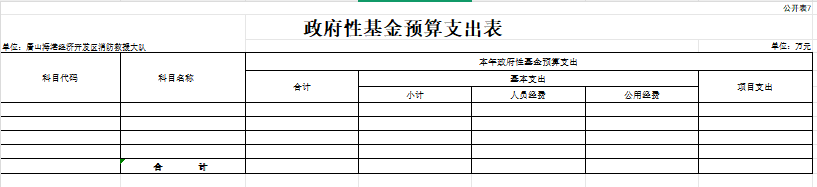 公开表7
政府性基金预算支出表
单位：唐山海港经济开发区消防救援大队 单位：万元
科目代码 科目名称 本年政府性基金预算支出
合计 基本支出 项目支出
小计 人员经费 公用经费
合 计